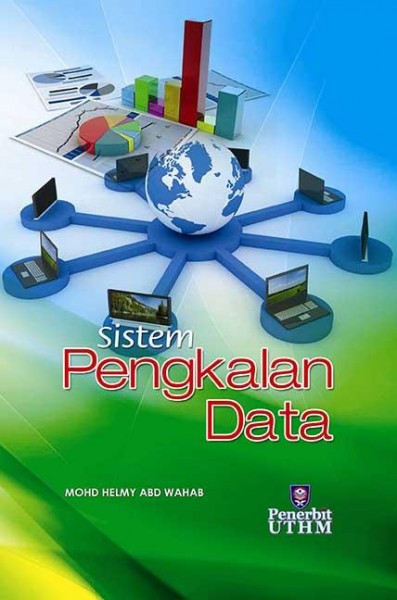 Sistem
Pengkalan
Data
MOHD HELMY ABD WAHAB
Penerbit
UTHM